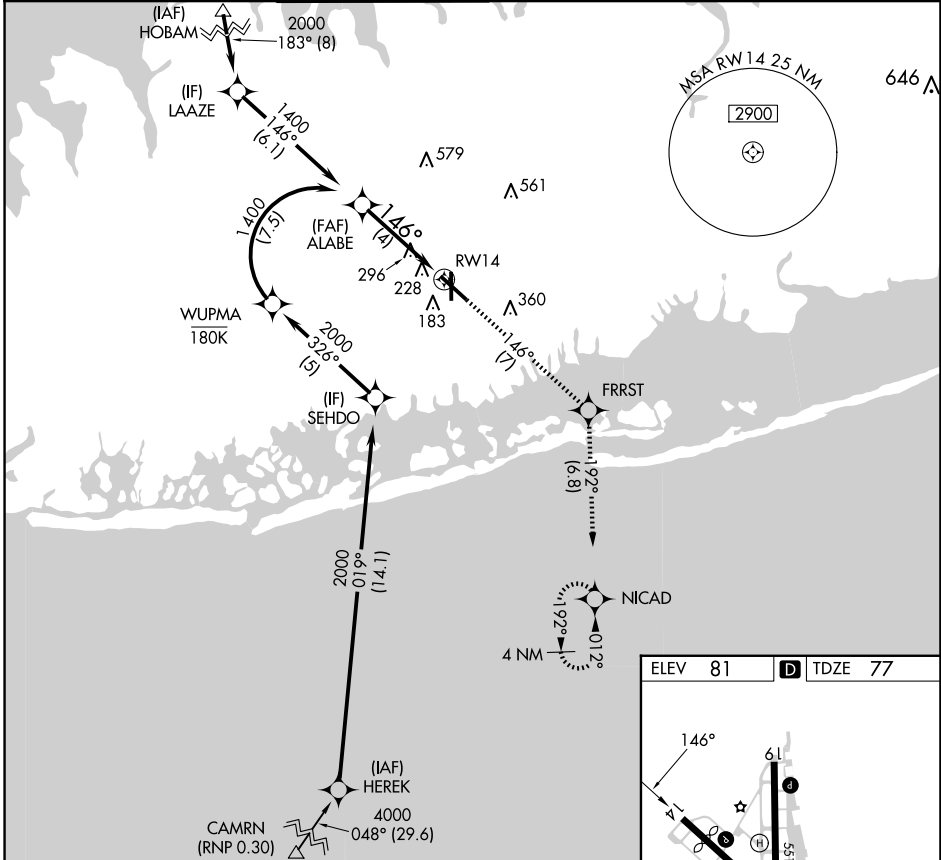 (IAF)
HOBAM
2000
183° (8)
(IF)
LAAZE
1400
146°
(6.1)
MSA RW14 25 NM
2900
646
579
561
1400
(7.5)
(FAF)
ALABE
146°
(4)
296
228
RW14
183
360
WUPMA
180K
2000
326°
(5)
(IF)
SEHDO
146°
(7)
FRRST
192°
(6.8)
2000
019°
(14.1)
NICAD
192°
012°
4 NM
ELEV 81 D TDZE 77
146°
19
P
14
P
H
55
(IAF)
HEREK
4000
048° (29.6)
CAMRN
(RNP 0.30)